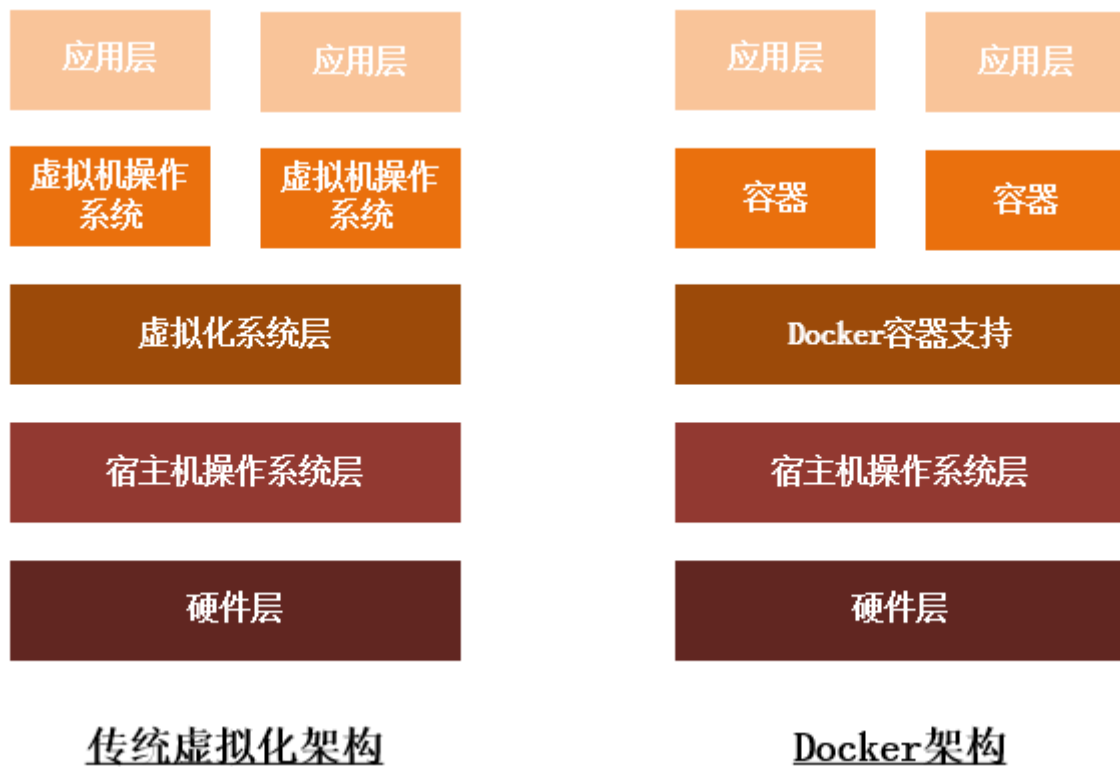 应用层
应用层
虚拟机操作
系统
虚拟机操作
系统
虚拟化系统层
宿主机操作系统层
硬件层
传统虚拟化架构
应用层
应用层
容器
容器
Docker容器支持
宿主机操作系统层
硬件层
Docker架构